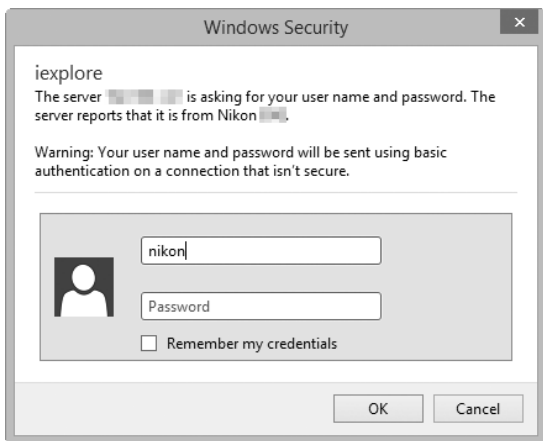 Windows Security
iexplore
The server is asking for your user name and password. The
server reports that it is from Nikon .
Warning: Your user name and password will be sent using basic
authentication on a connection that isn't secure.
nikon
Password
Remember my credentials
OK Cancel